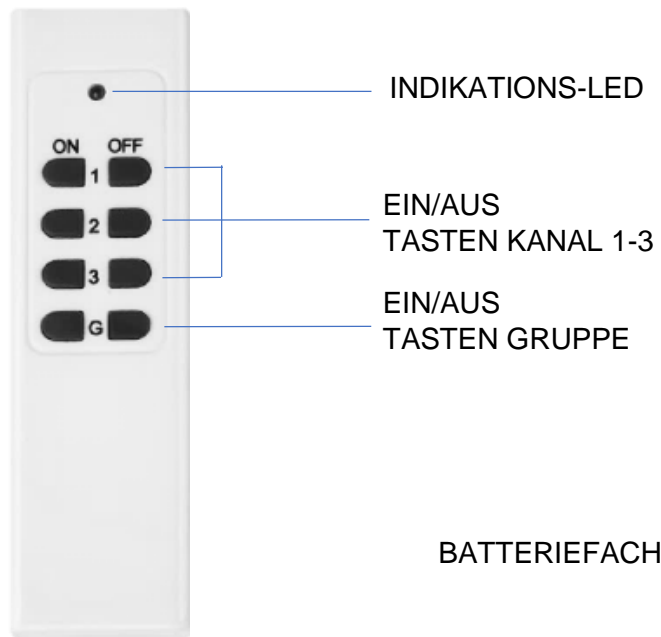 INDIKATIONS-LED
ON OFF
1
EIN/AUS
2
TASTEN KANAL 1-3
3
EIN/AUS
G
TASTEN GRUPPE
BATTERIEFACH